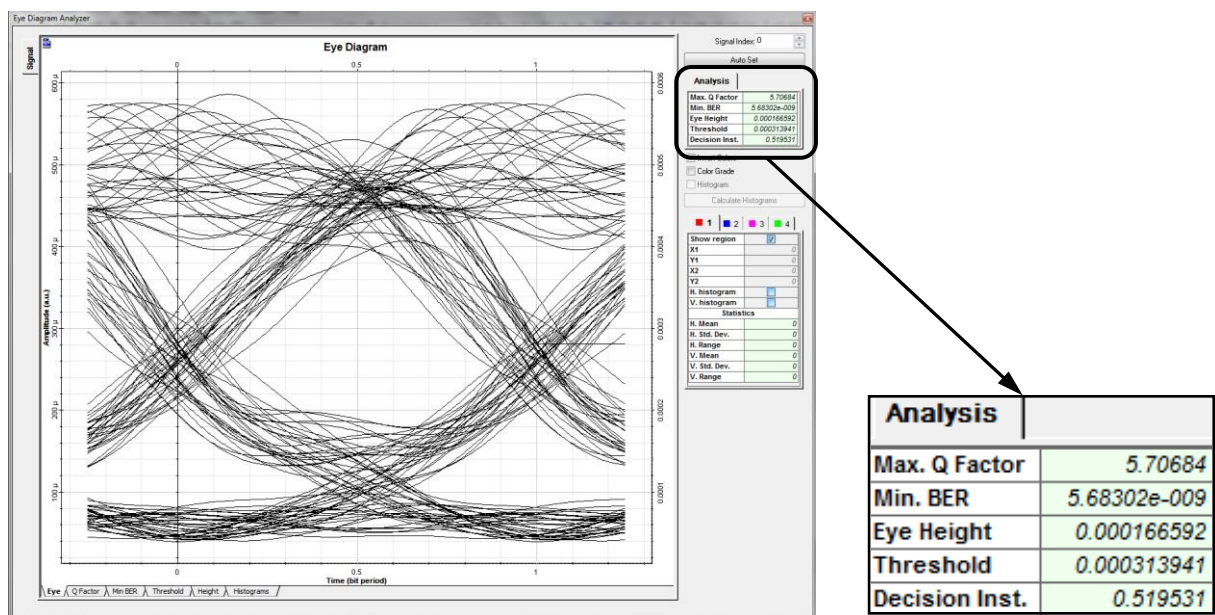 Eye Diagram Analyzer
Signal
Eye Diagram
0 0.5 1
600 µ
500 µ
400 µ
300 µ
200 µ
100 µ
Amplitude (a.u.)
0.0006
0.0005
0.0004
0.0003
0.0002
0.0001
0 0.5 1
Time (bit period)
Eye Q Factor Min BER Threshold Height Histograms
Signal Index: 0
Auto Set
Analysis
Max. Q Factor 5.70684
Min. BER 5.68302e-009
Eye Height 0.000166592
Threshold 0.000313941
Decision Inst. 0.519531
Color Grade
Histogram
Calculate Histograms
1 2 3 4
Show region
X1 0
Y1 0
X2 0
Y2 0
H. histogram
V. histogram
Statistics
H. Mean 0
H. Std. Dev. 0
H. Range 0
V. Mean 0
V. Std. Dev. 0
V. Range 0
Analysis
Max. Q Factor 5.70684
Min. BER 5.68302e-009
Eye Height 0.000166592
Threshold 0.000313941
Decision Inst. 0.519531